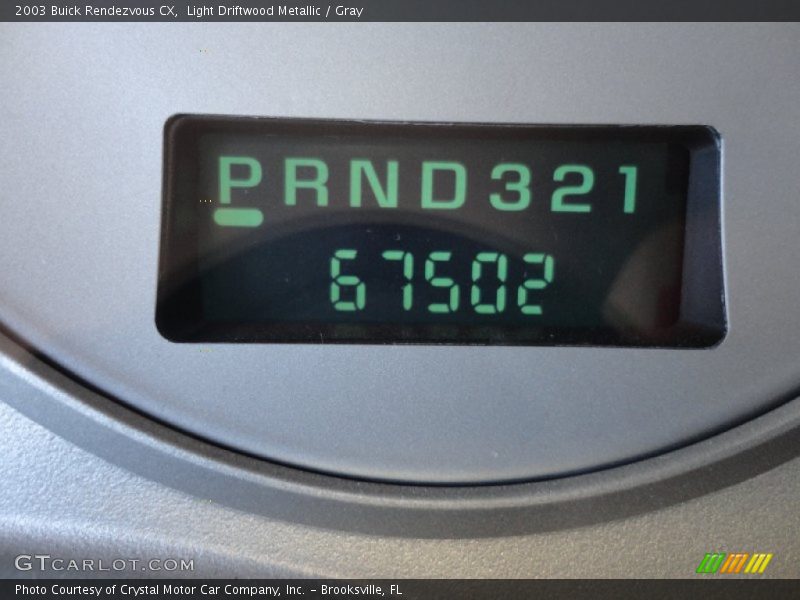 2003 Buick Rendezvous CX, Light Driftwood Metallic / Gray
PRND321
67502
GTCARLOT.COM
Photo Courtesy of Crystal Motor Car Company, Inc. – Brooksville, FL